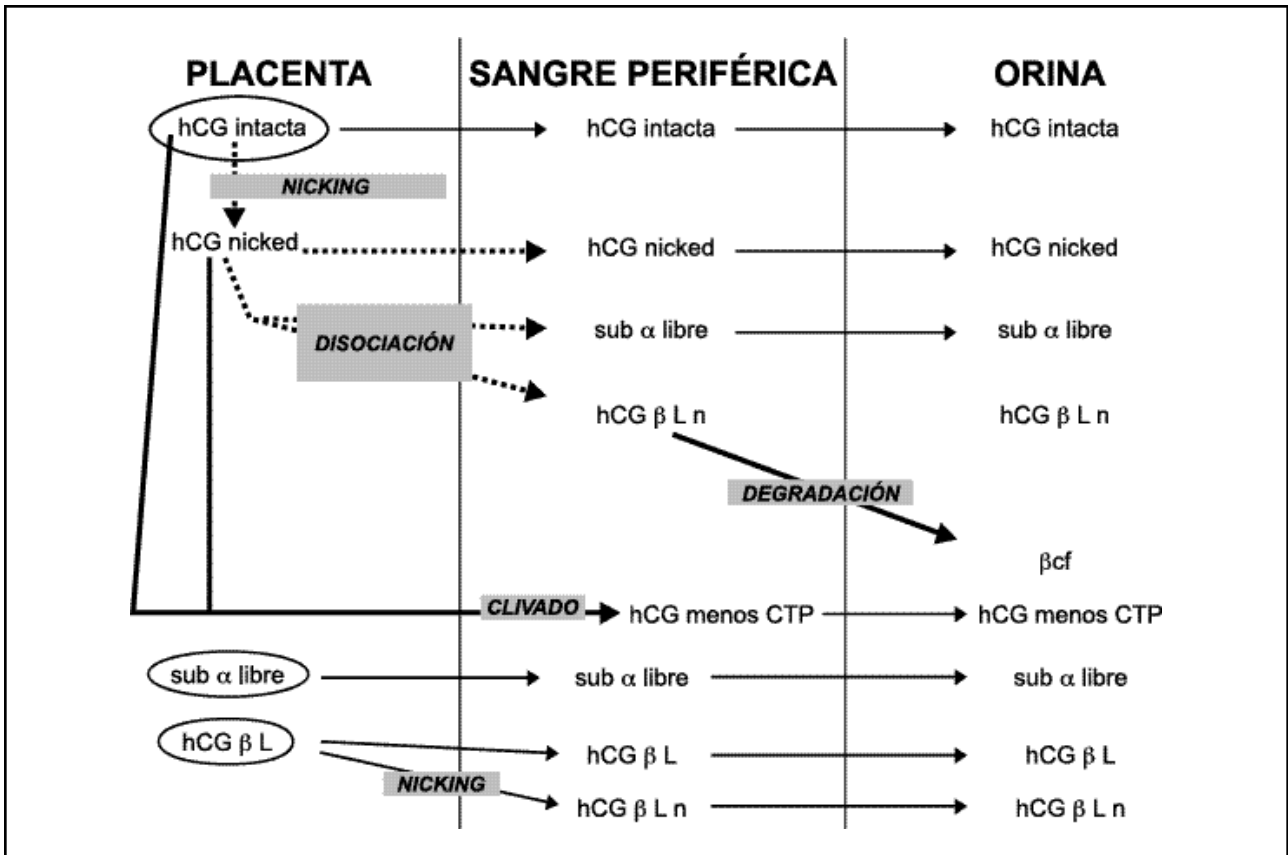 PLACENTA SANGRE PERIFÉRICA ORINA
hCG intacta hCG intacta hCG intacta
NICKING
hCG nicked hCG nicked hCG nicked
DISOCIACIÓN sub α libre sub α libre
hCG β L n hCG β L n
DEGRADACIÓN
βcf
CLIVADO hCG menos CTP hCG menos CTP
sub α libre sub α libre sub α libre
hCG β L hCG β L hCG β L
NICKING hCG β L n hCG β L n